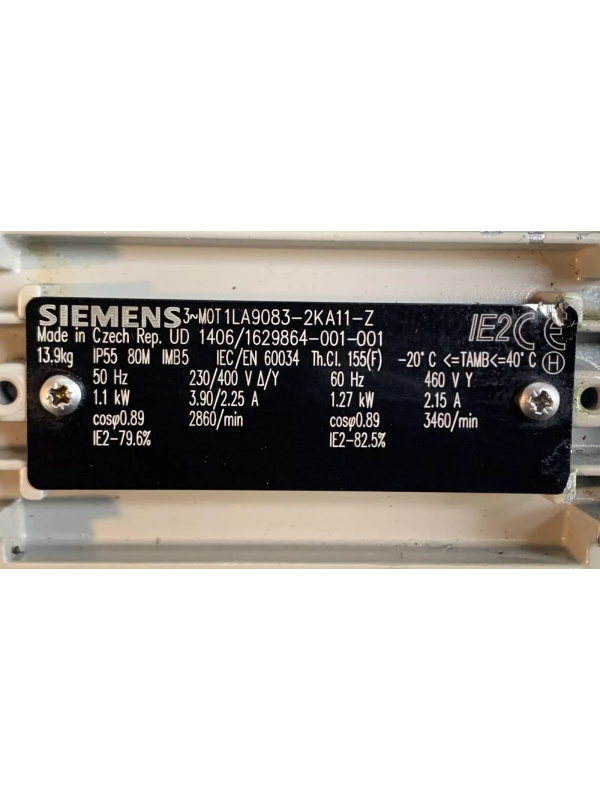 SIEMENS 3~MOT 1LA9083-2KA11-Z IE2 CE
Made in Czech Rep. UD 1406/1629864-001-001
13.9kg IP55 80M IMB5 IEC/EN 60034 Th.Cl. 155(F) -20°C <=TAMB<=40°C H
50 Hz 230/400 V Δ/Y 60 Hz 460 V Y
1.1 kW 3.90/2.25 A 1.27 kW 2.15 A
cosφ0.89 2860/min cosφ0.89 3460/min
IE2-79.6% IE2-82.5%